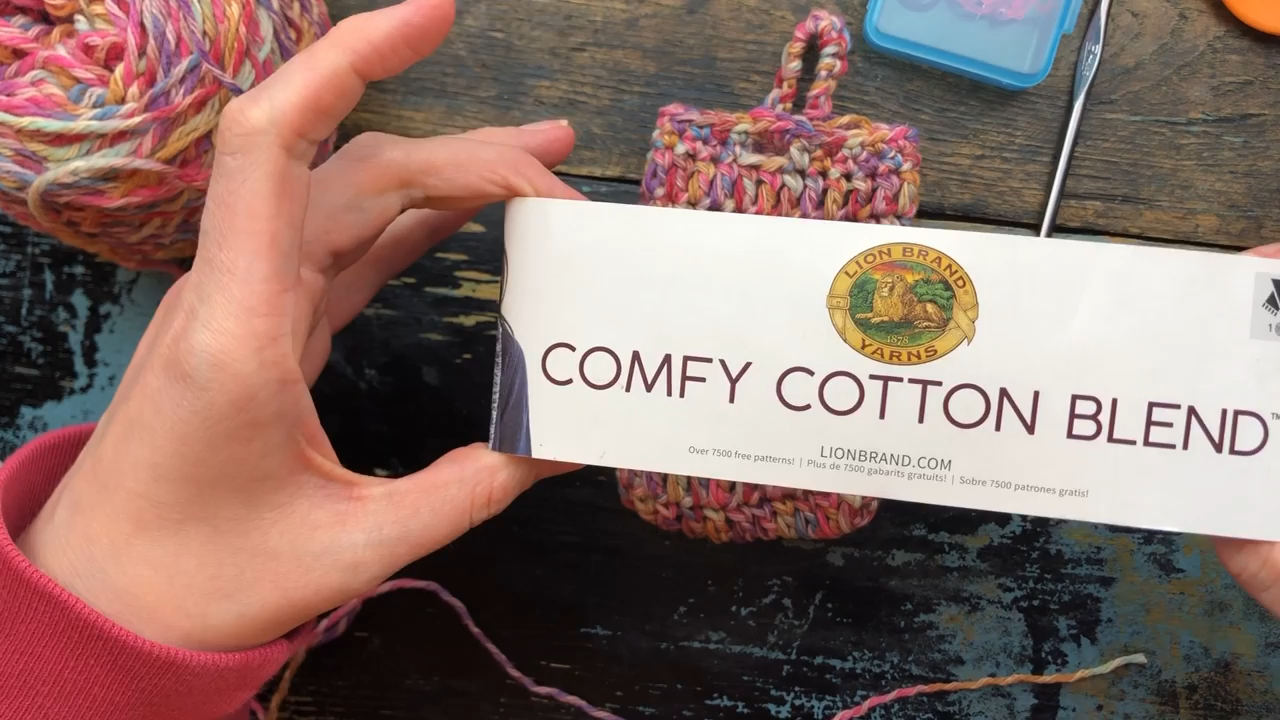 LION BRAND
1878
YARNS
COMFY COTTON BLEND™
LIONBRAND.COM
Over 7500 free patterns! | Plus de 7500 gabarits gratuits! | Sobre 7500 patrones gratis!